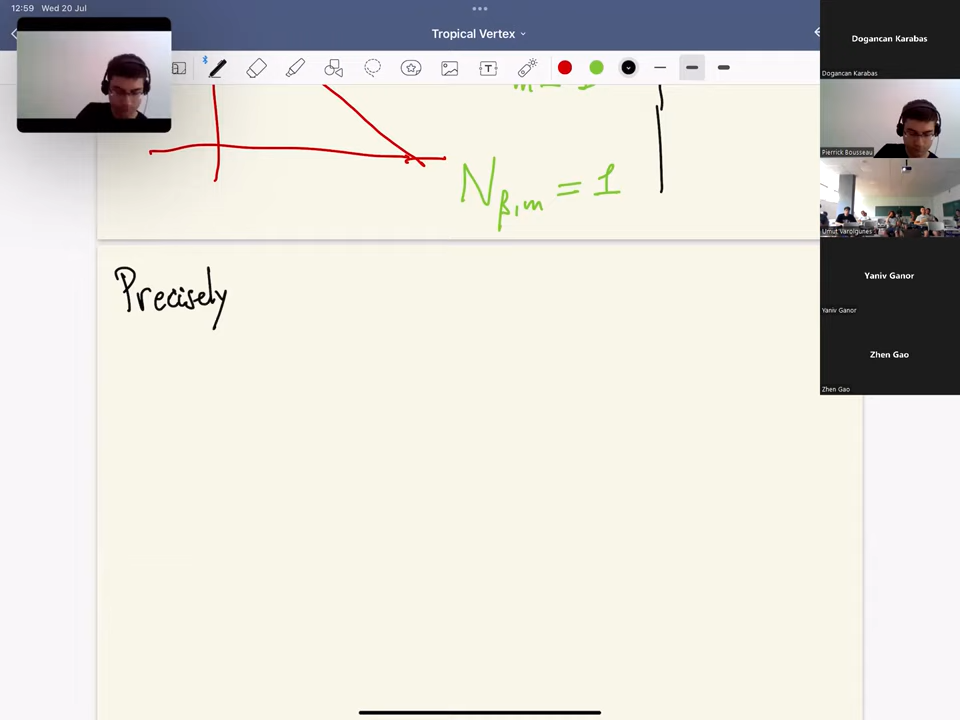 12:59 Wed 20 Jul
Tropical Vertex
Dogancan Karabas
Dogancan Karabas
Pierrick Bousseau
Umut Varolgunes
Yaniv Ganor
Yaniv Ganor
Zhen Gao
Zhen Gao
N_{β,m} = 1
Precisely